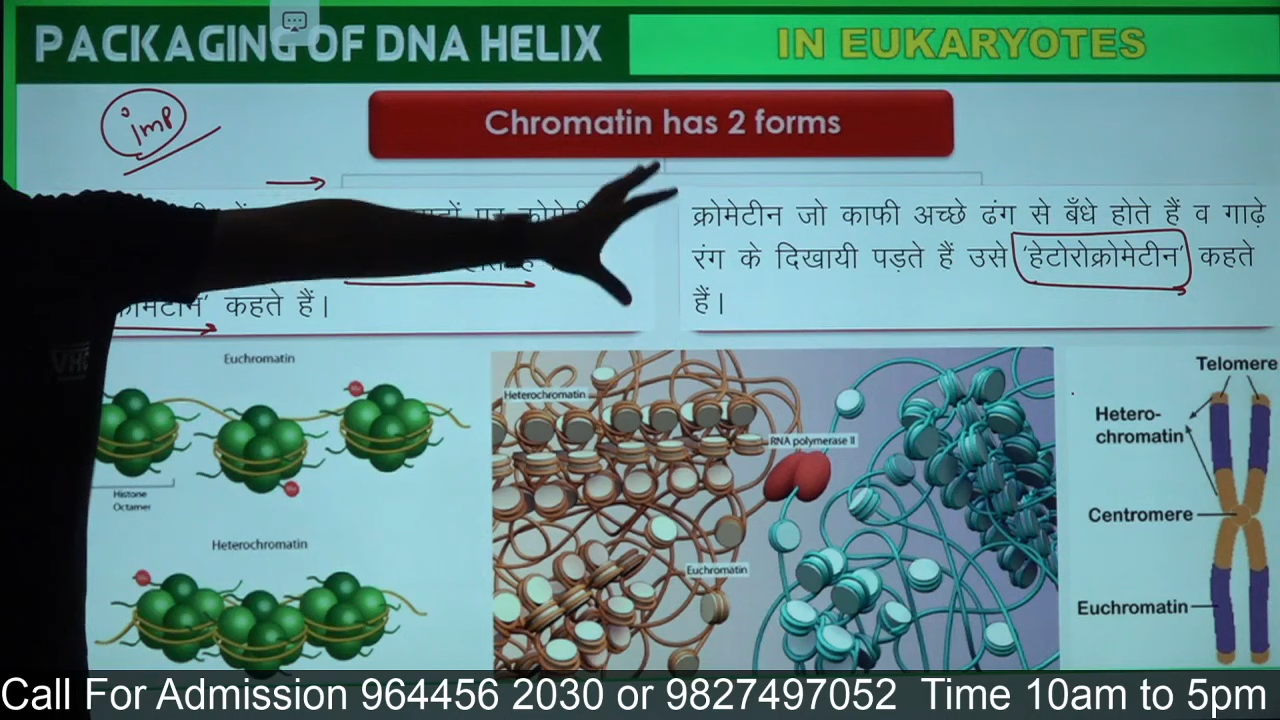 PACKAGING OF DNA HELIX
IN EUKARYOTES
imp
Chromatin has 2 forms
कहते हैं।
क्रोमेटीन जो काफी अच्छे ढंग से बँधे होते हैं व गाढ़े
रंग के दिखायी पड़ते हैं उसे 'हेटोरोक्रोमेटीन' कहते
हैं।
Euchromatin
Histone
Octamer
Heterochromatin
Heterochromatin
RNA polymerase II
Euchromatin
Telomere
Hetero-
chromatin
Centromere
Euchromatin
Call For Admission 964456 2030 or 9827497052 Time 10am to 5pm